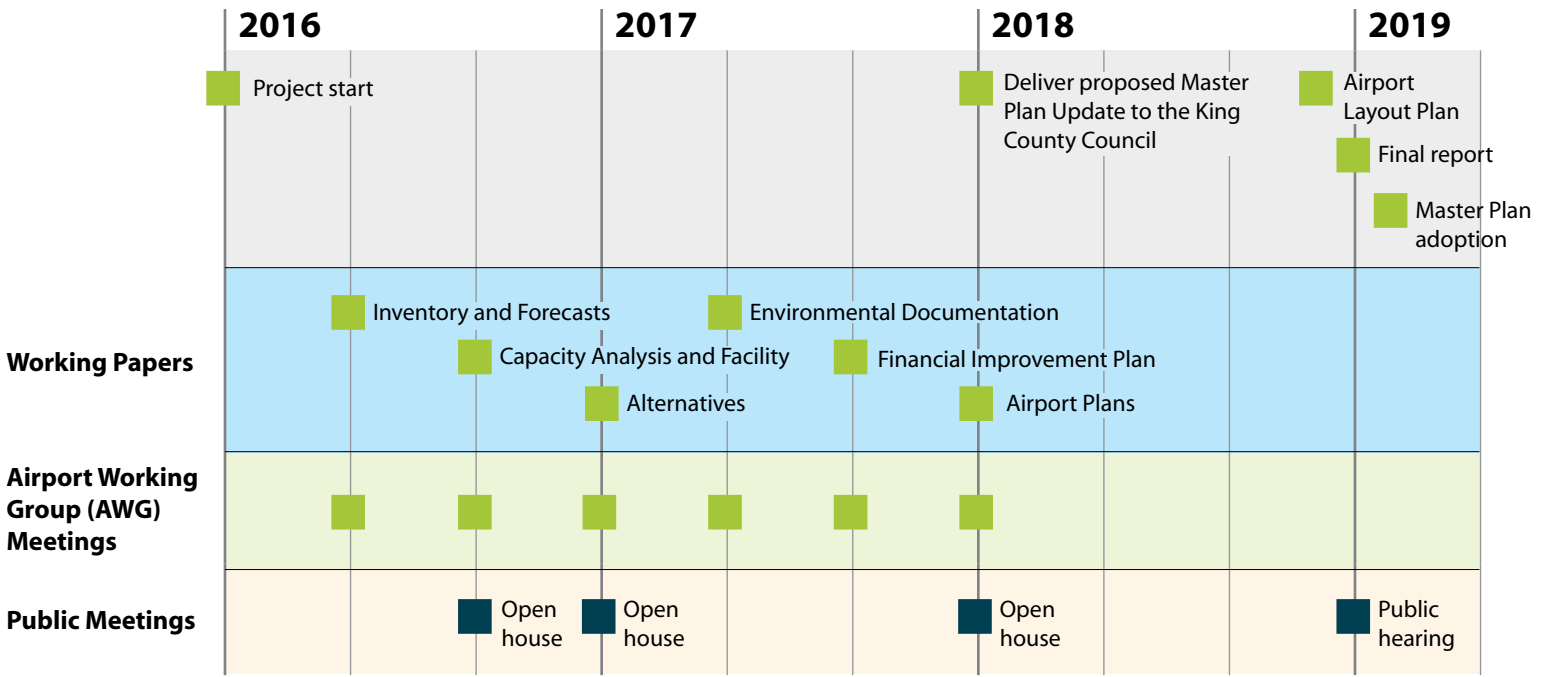 2016
2017
2018
2019
Project start
Deliver proposed Master
Plan Update to the King
County Council
Airport
Layout Plan
Final report
Master Plan
adoption
Working Papers
Inventory and Forecasts
Environmental Documentation
Capacity Analysis and Facility
Financial Improvement Plan
Alternatives
Airport Plans
Airport Working
Group (AWG)
Meetings
Public Meetings
Open
house
Open
house
Open
house
Public
hearing